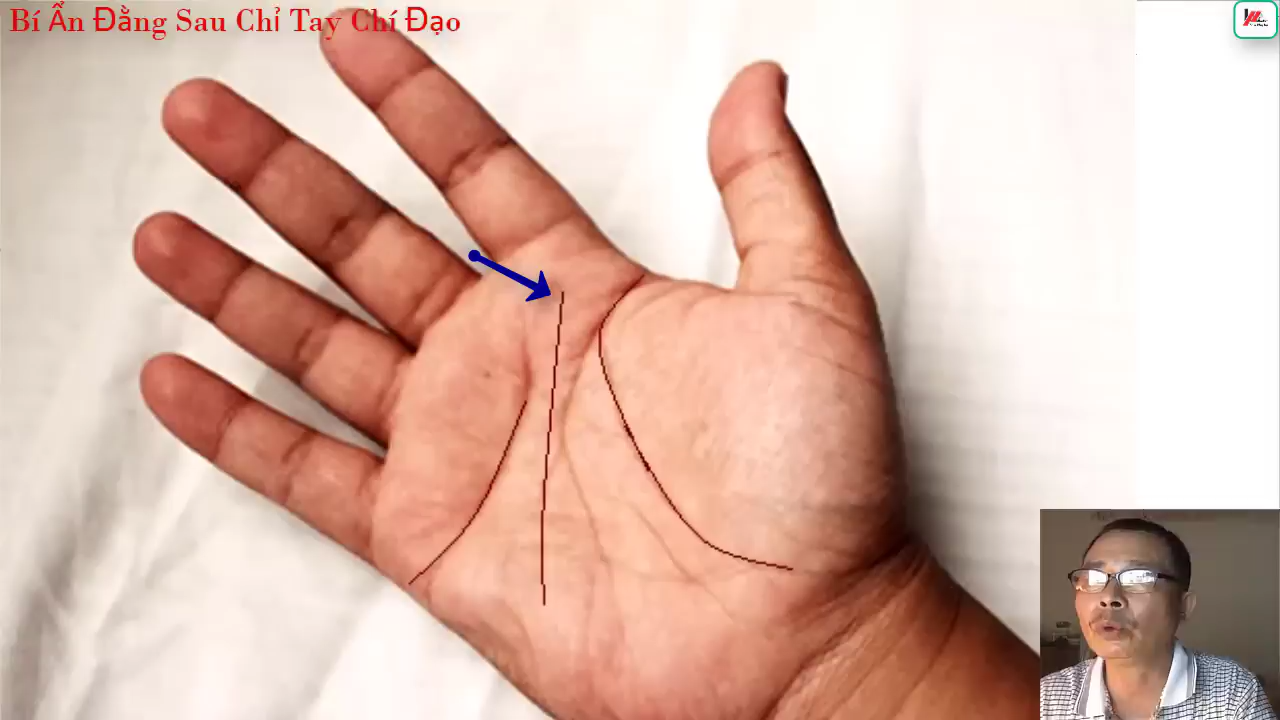 Bí Ẩn Đằng Sau Chỉ Tay Chí Đạo